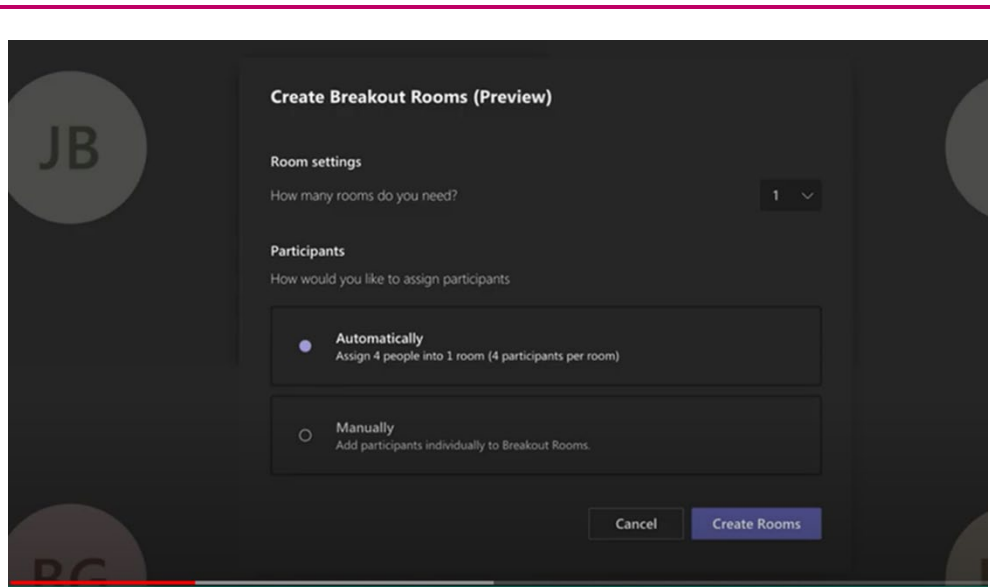 Create Breakout Rooms (Preview)
JB
Room settings
How many rooms do you need?
1
Participants
How would you like to assign participants
Automatically
Assign 4 people into 1 room (4 participants per room)
Manually
Add participants individually to Breakout Rooms.
Cancel
Create Rooms